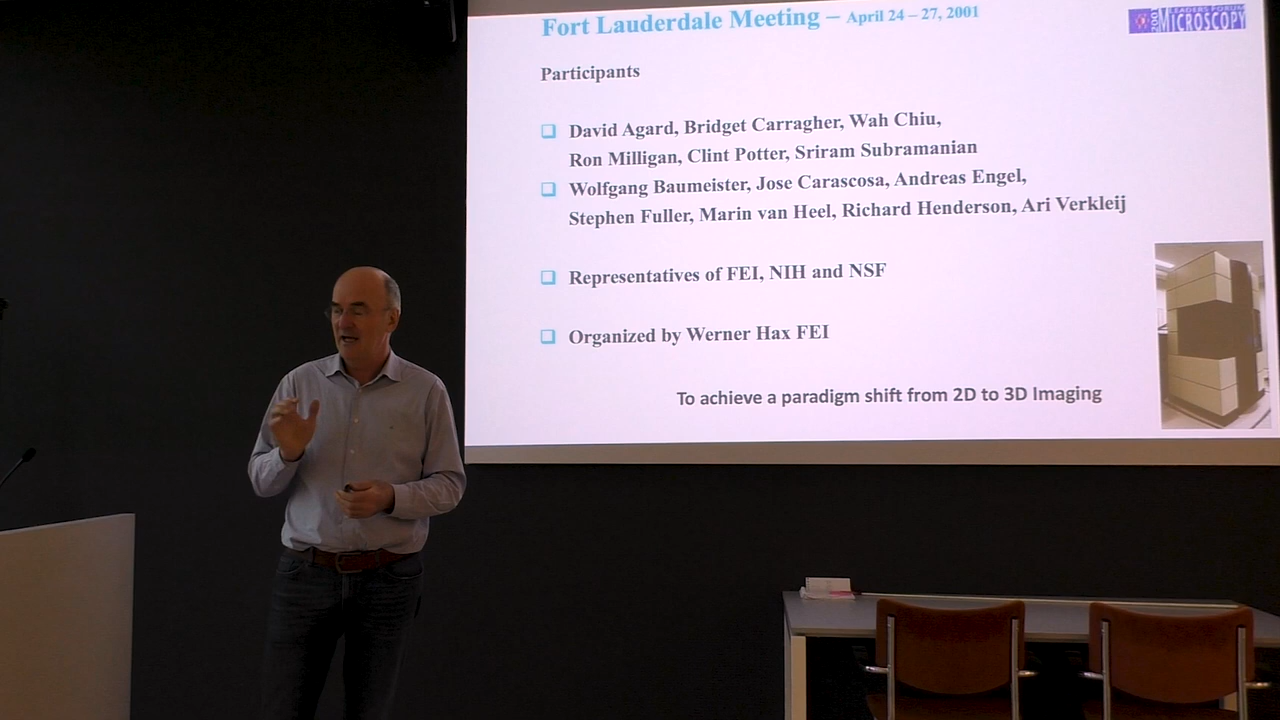 Fort Lauderdale Meeting – April 24 – 27, 2001
LEADERS FORUM
MICROSCOPY
Participants
David Agard, Bridget Carragher, Wah Chiu,
Ron Milligan, Clint Potter, Sriram Subramanian
Wolfgang Baumeister, Jose Carascosa, Andreas Engel,
Stephen Fuller, Marin van Heel, Richard Henderson, Ari Verkleij
Representatives of FEI, NIH and NSF
Organized by Werner Hax FEI
To achieve a paradigm shift from 2D to 3D Imaging